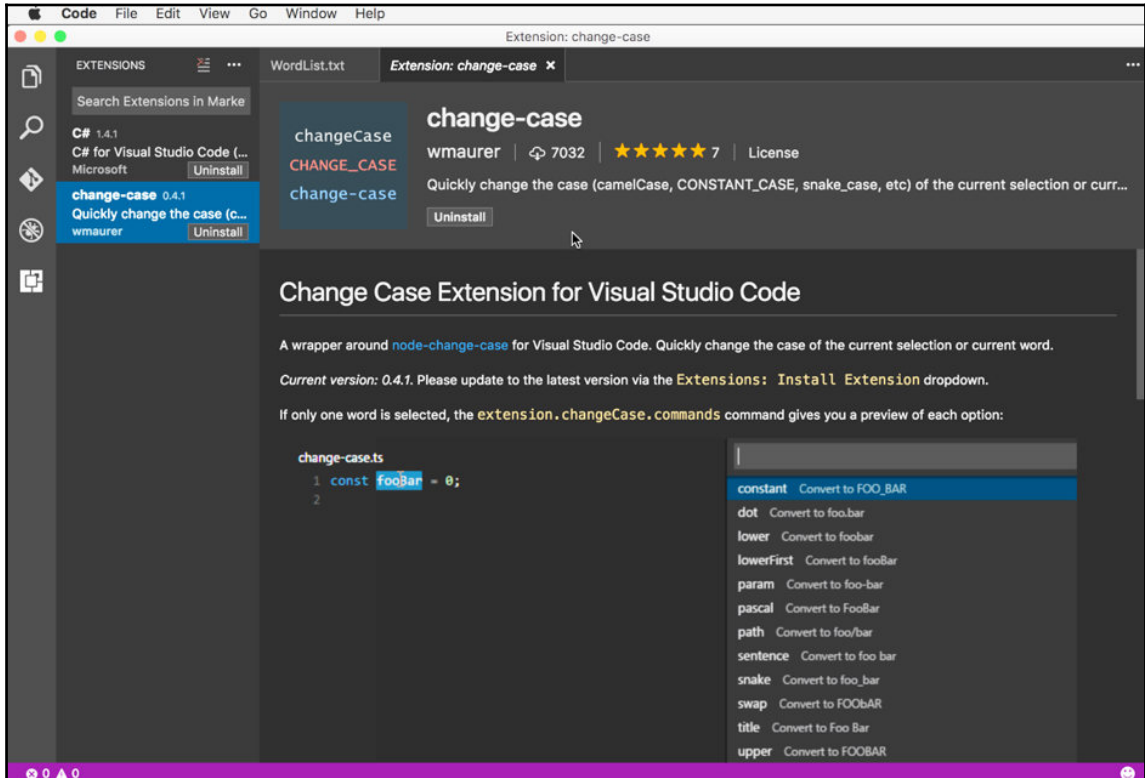 Code File Edit View Go Window Help
Extension: change-case
EXTENSIONS
Search Extensions in Marke
C# 1.4.1
C# for Visual Studio Code (...
Microsoft Uninstall
change-case 0.4.1
Quickly change the case (c...
wmaurer Uninstall
WordList.txt Extension: change-case
changeCase
CHANGE_CASE
change-case
change-case
wmaurer 7032 7 License
Quickly change the case (camelCase, CONSTANT_CASE, snake_case, etc) of the current selection or curr...
Uninstall
Change Case Extension for Visual Studio Code
A wrapper around node-change-case for Visual Studio Code. Quickly change the case of the current selection or current word.
Current version: 0.4.1. Please update to the latest version via the Extensions: Install Extension dropdown.
If only one word is selected, the extension.changeCase.commands command gives you a preview of each option:
change-case.ts
1 const fooBar = 0;
2
constant Convert to FOO_BAR
dot Convert to foo.bar
lower Convert to foobar
lowerFirst Convert to fooBar
param Convert to foo-bar
pascal Convert to FooBar
path Convert to foo/bar
sentence Convert to foo bar
snake Convert to foo_bar
swap Convert to FOObAR
title Convert to Foo Bar
upper Convert to FOOBAR
0 0